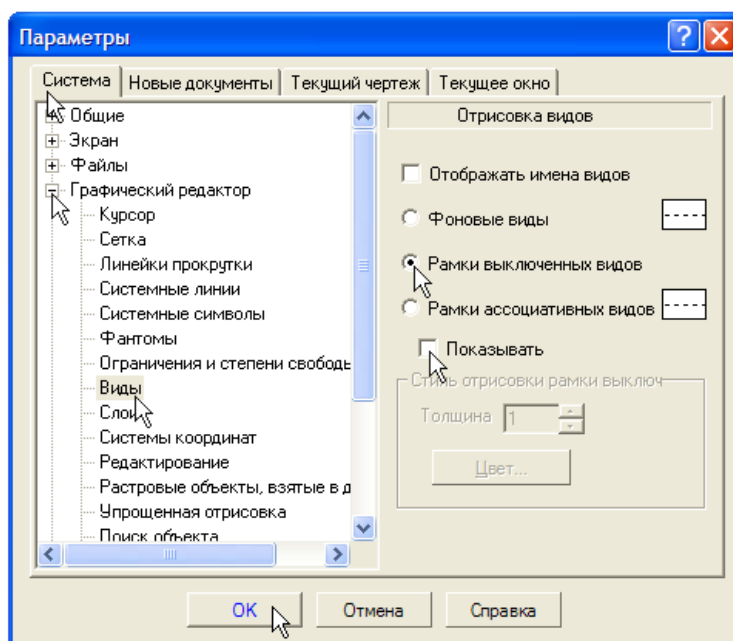 Параметры
Система Новые документы Текущий чертеж Текущее окно
Общие
Экран
Файлы
Графический редактор
Курсор
Сетка
Линейки прокрутки
Системные линии
Системные символы
Фантомы
Ограничения и степени свободы
Виды
Слои
Системы координат
Редактирование
Растровые объекты, взятые в д
Упрощенная отрисовка
Поиск объекта
Отрисовка видов
Отображать имена видов
Фоновые виды
Рамки выключенных видов
Рамки ассоциативных видов
Показывать
Стиль отрисовки рамки выключ
Толщина 1
Цвет...
OK Отмена Справка